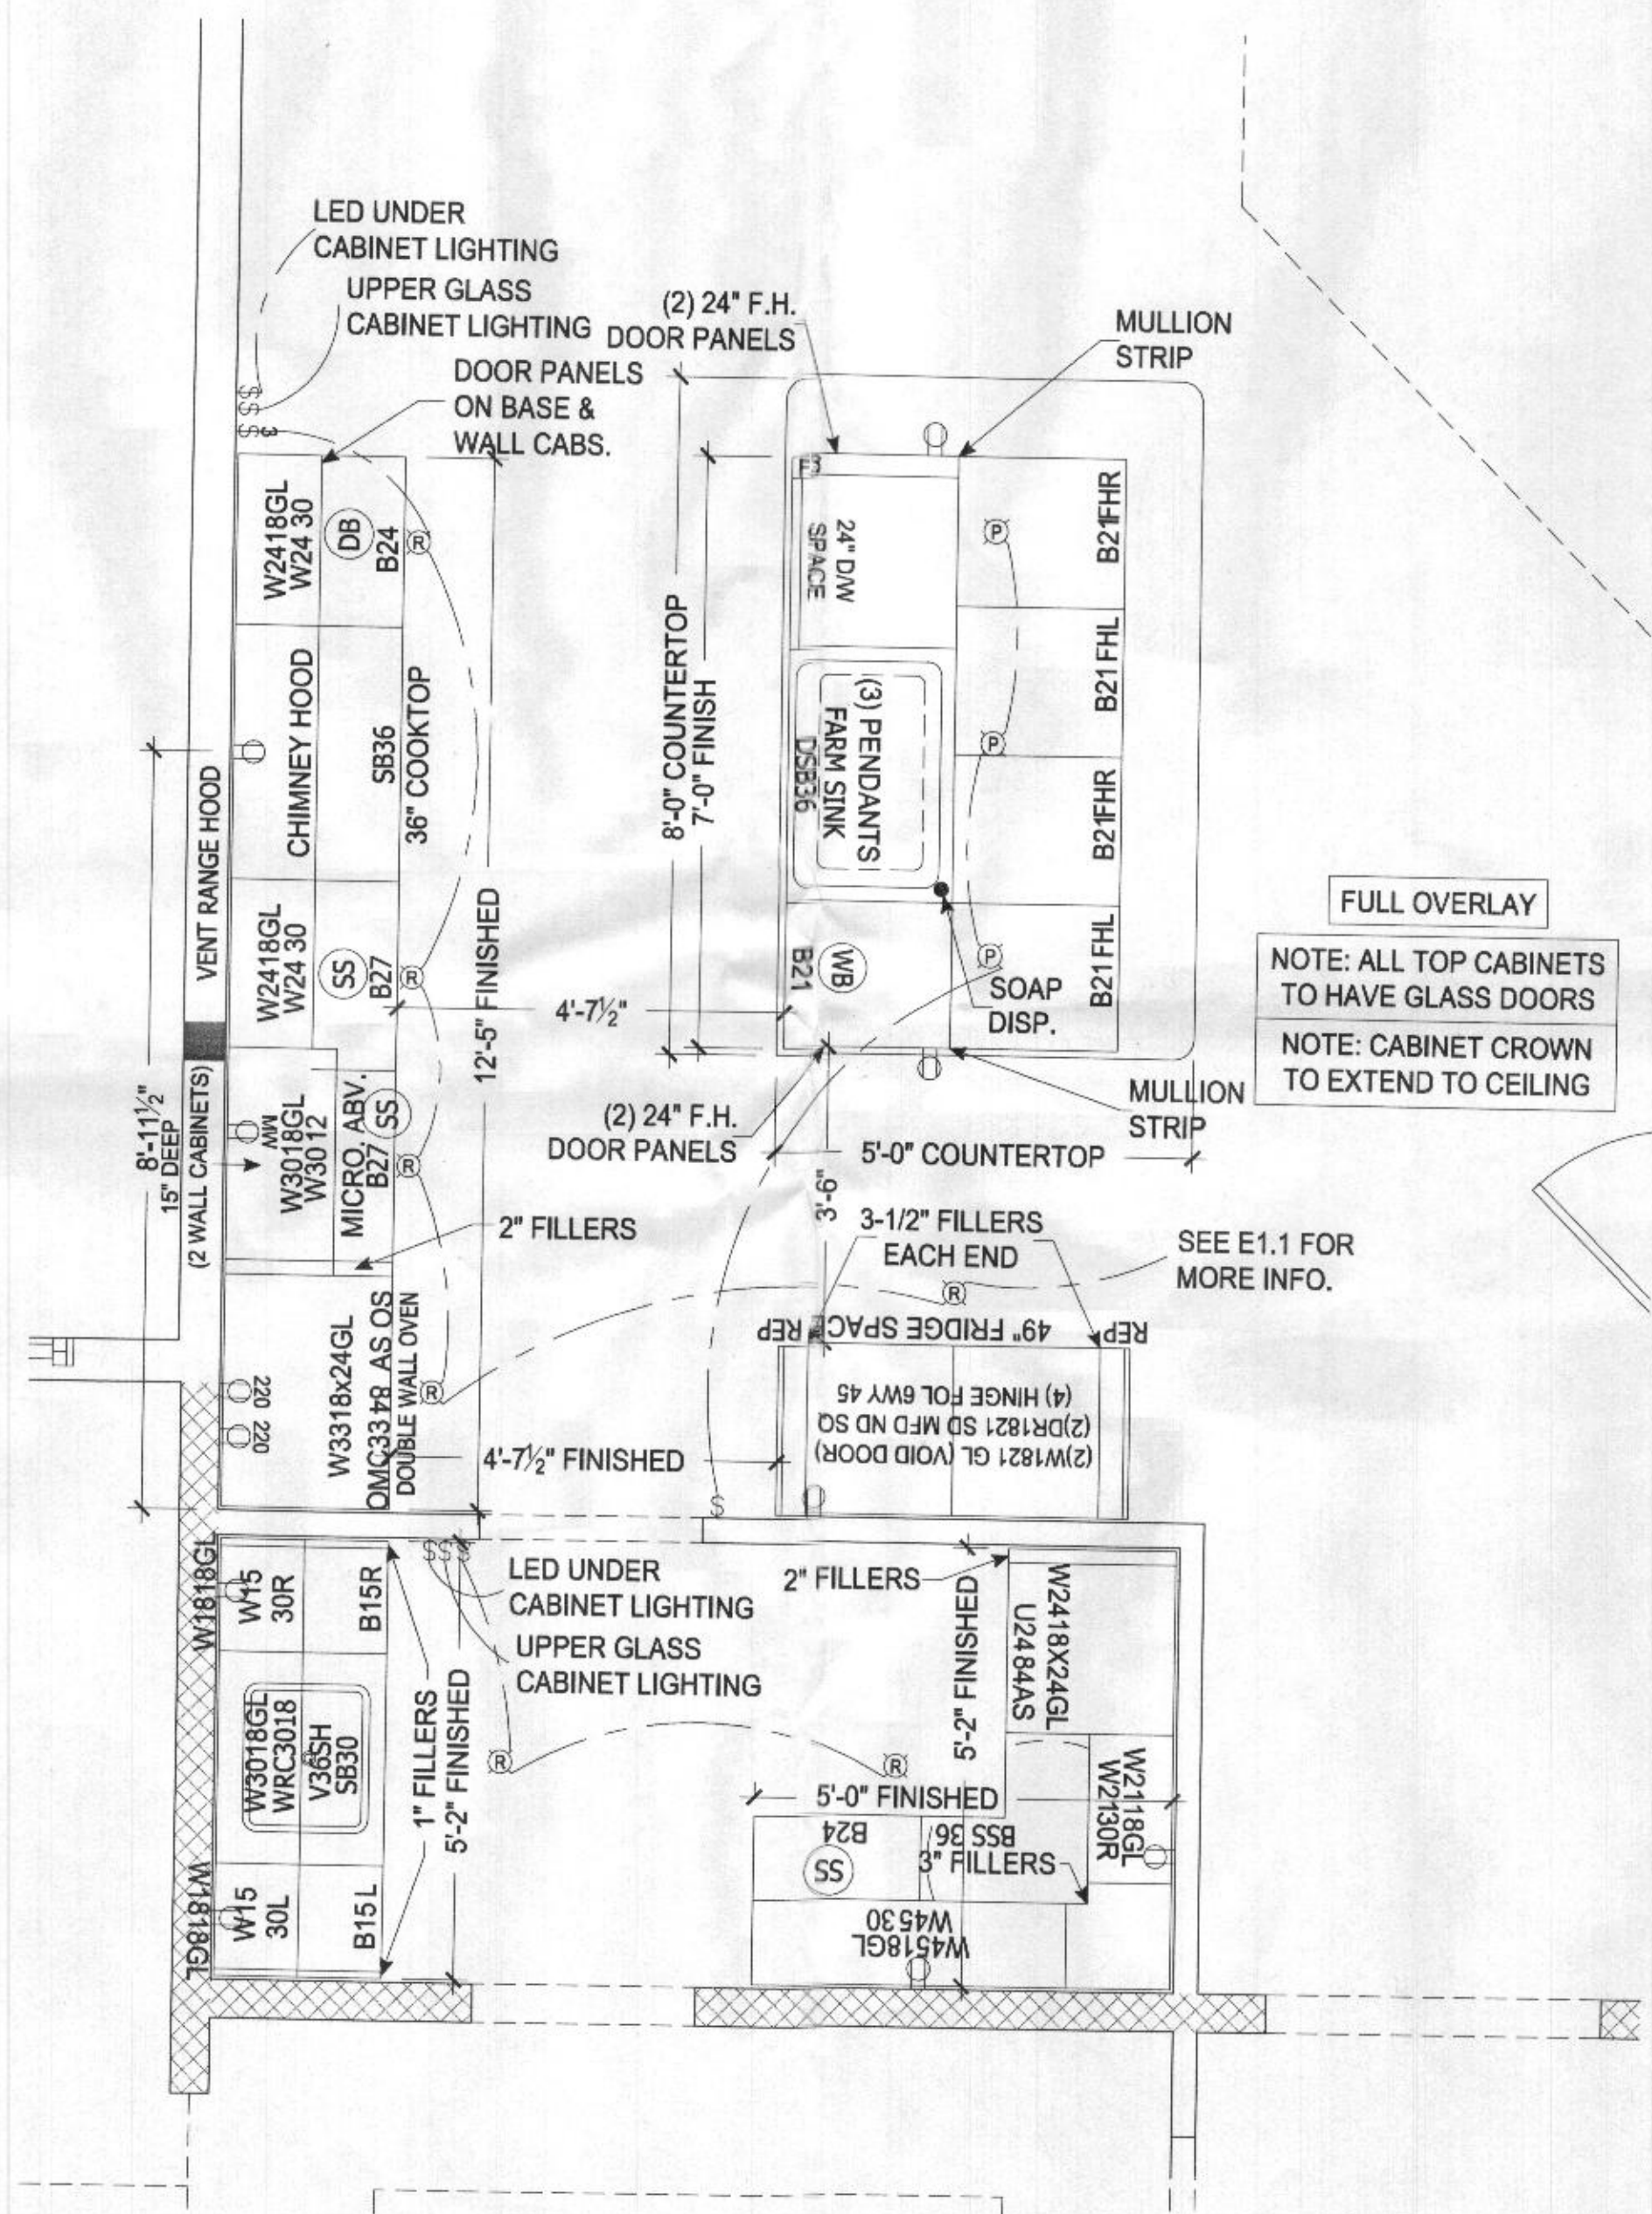 LED UNDER
CABINET LIGHTING
UPPER GLASS
CABINET LIGHTING
(2) 24" F.H.
DOOR PANELS
MULLION
STRIP
DOOR PANELS
ON BASE &
WALL CABS.
$
$
$ 3
W2418GL
W24 30
DB
B24
R
CHIMNEY HOOD
SB36
36" COOKTOP
VENT RANGE HOOD
W2418GL
W24 30
SS
B27
R
12'-5" FINISHED
8'-11½"
15" DEEP
(2 WALL CABINETS)
MW
W3018GL
W3012
MICRO. ABV.
B27
SS
R
2" FILLERS
220
220
W3318x24GL
OMC33 48 AS OS
DOUBLE WALL OVEN
R
4'-7½" FINISHED
8'-0" COUNTERTOP
7'-0" FINISH
4'-7½"
F3
24" D/W
SPACE
(3) PENDANTS
FARM SINK
DSB36
WB
B21
B21FHR
B21 FHL
B21FHR
B21 FHL
P
P
P
SOAP
DISP.
MULLION
STRIP
(2) 24" F.H.
DOOR PANELS
5'-0" COUNTERTOP
3'-6"
3-1/2" FILLERS
EACH END
SEE E1.1 FOR
MORE INFO.
R
FULL OVERLAY
NOTE: ALL TOP CABINETS
TO HAVE GLASS DOORS
NOTE: CABINET CROWN
TO EXTEND TO CEILING
REP
49" FRIDGE SPAC
REP
(4) HINGE FOL 6WY 45
(2)DR1821 SD MFD ND SQ
(2)W1821 GL (VOID DOOR)
$
$$$
LED UNDER
CABINET LIGHTING
UPPER GLASS
CABINET LIGHTING
W1818GL
W15
30R
B15R
W3018GL
WRC3018
V36SH
SB30
W1818GL
W15
30L
B15L
1" FILLERS
5'-2" FINISHED
R
R
2" FILLERS
5'-2" FINISHED
W2418X24GL
U2484AS
5'-0" FINISHED
W2118GL
W2130R
B24
SS
BSS 36
3" FILLERS
W4530
W4518GL